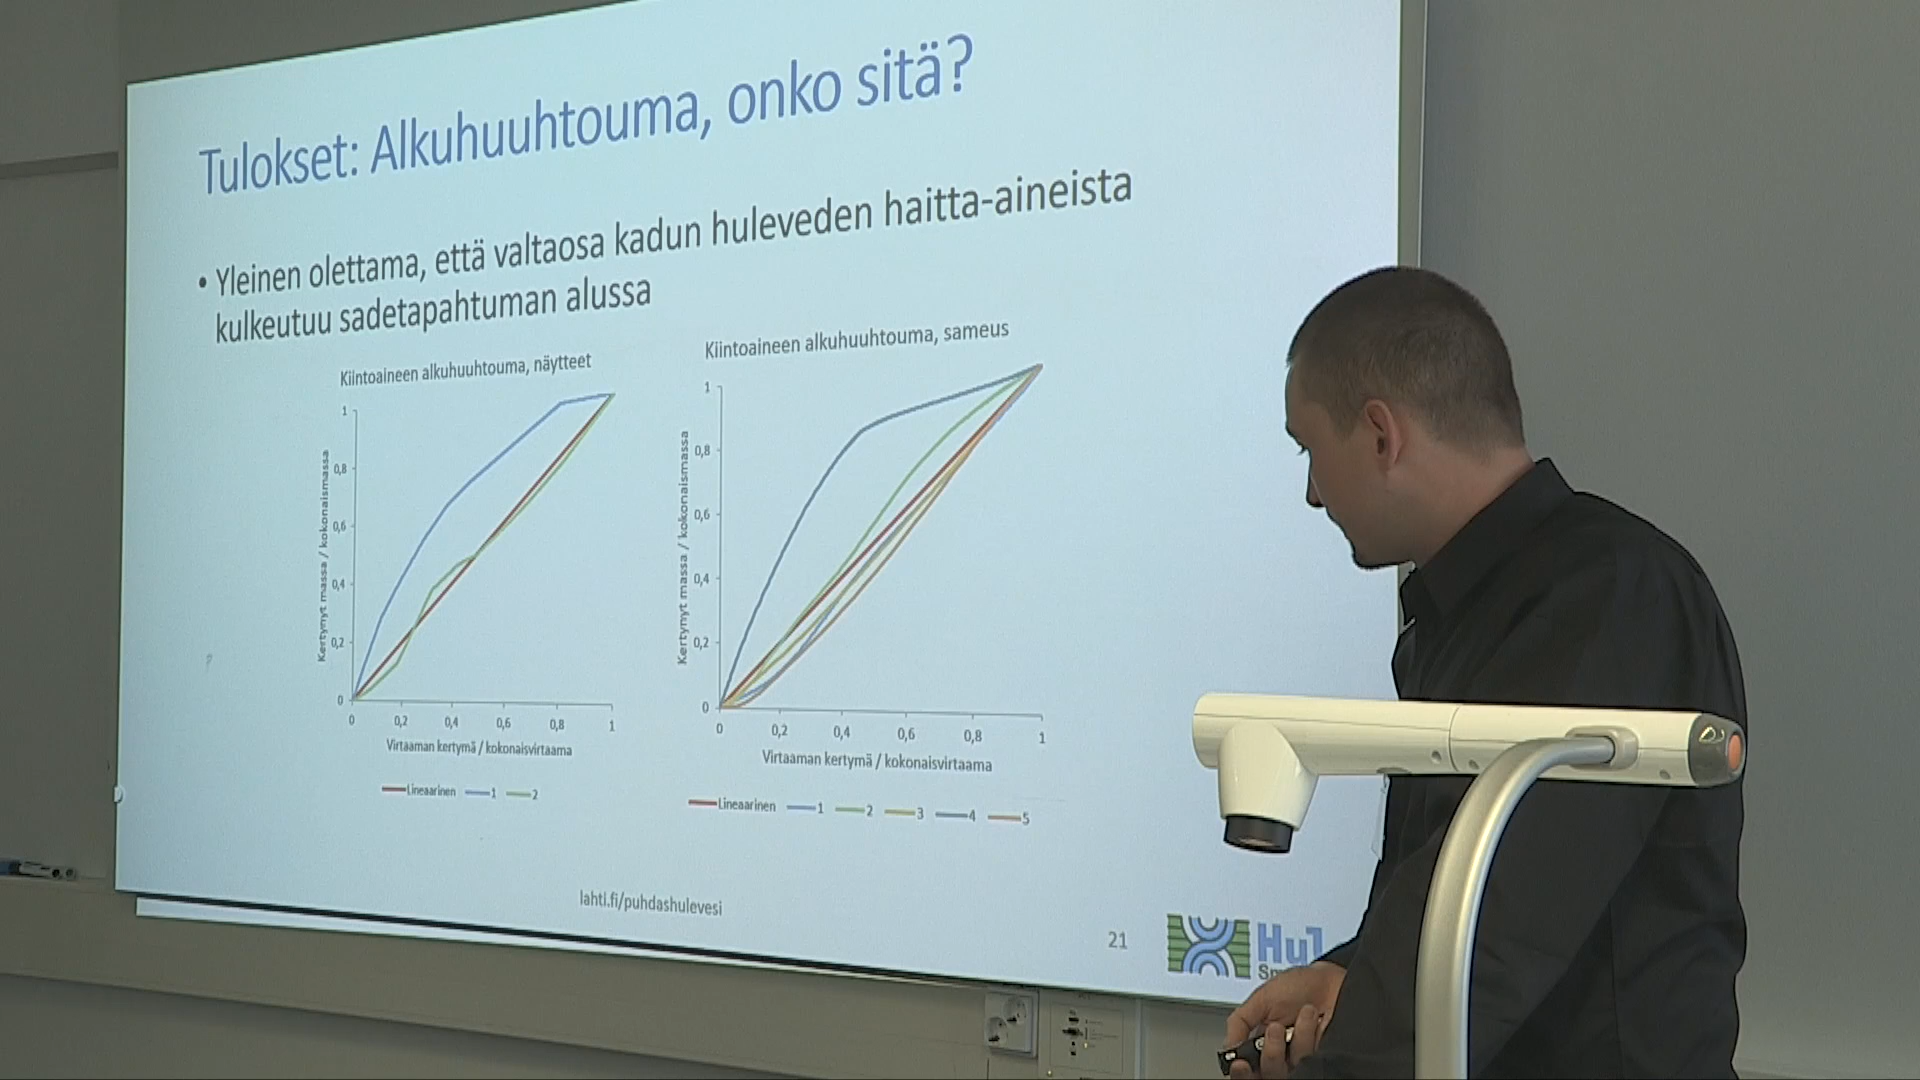 Tulokset: Alkuhuuhtouma, onko sitä?
• Yleinen olettama, että valtaosa kadun huleveden haitta-aineista
kulkeutuu sadetapahtuman alussa
Kiintoaineen alkuhuuhtouma, näytteet
Kertynyt massa / kokonaismassa
1
0,8
0,6
0,4
0,2
0
0 0,2 0,4 0,6 0,8 1
Virtaaman kertymä / kokonaisvirtaama
Lineaarinen 1 2
Kiintoaineen alkuhuuhtouma, sameus
Kertynyt massa / kokonaismassa
1
0,8
0,6
0,4
0,2
0
0 0,2 0,4 0,6 0,8 1
Virtaaman kertymä / kokonaisvirtaama
Lineaarinen 1 2 3 4 5
lahti.fi/puhdashulevesi
21